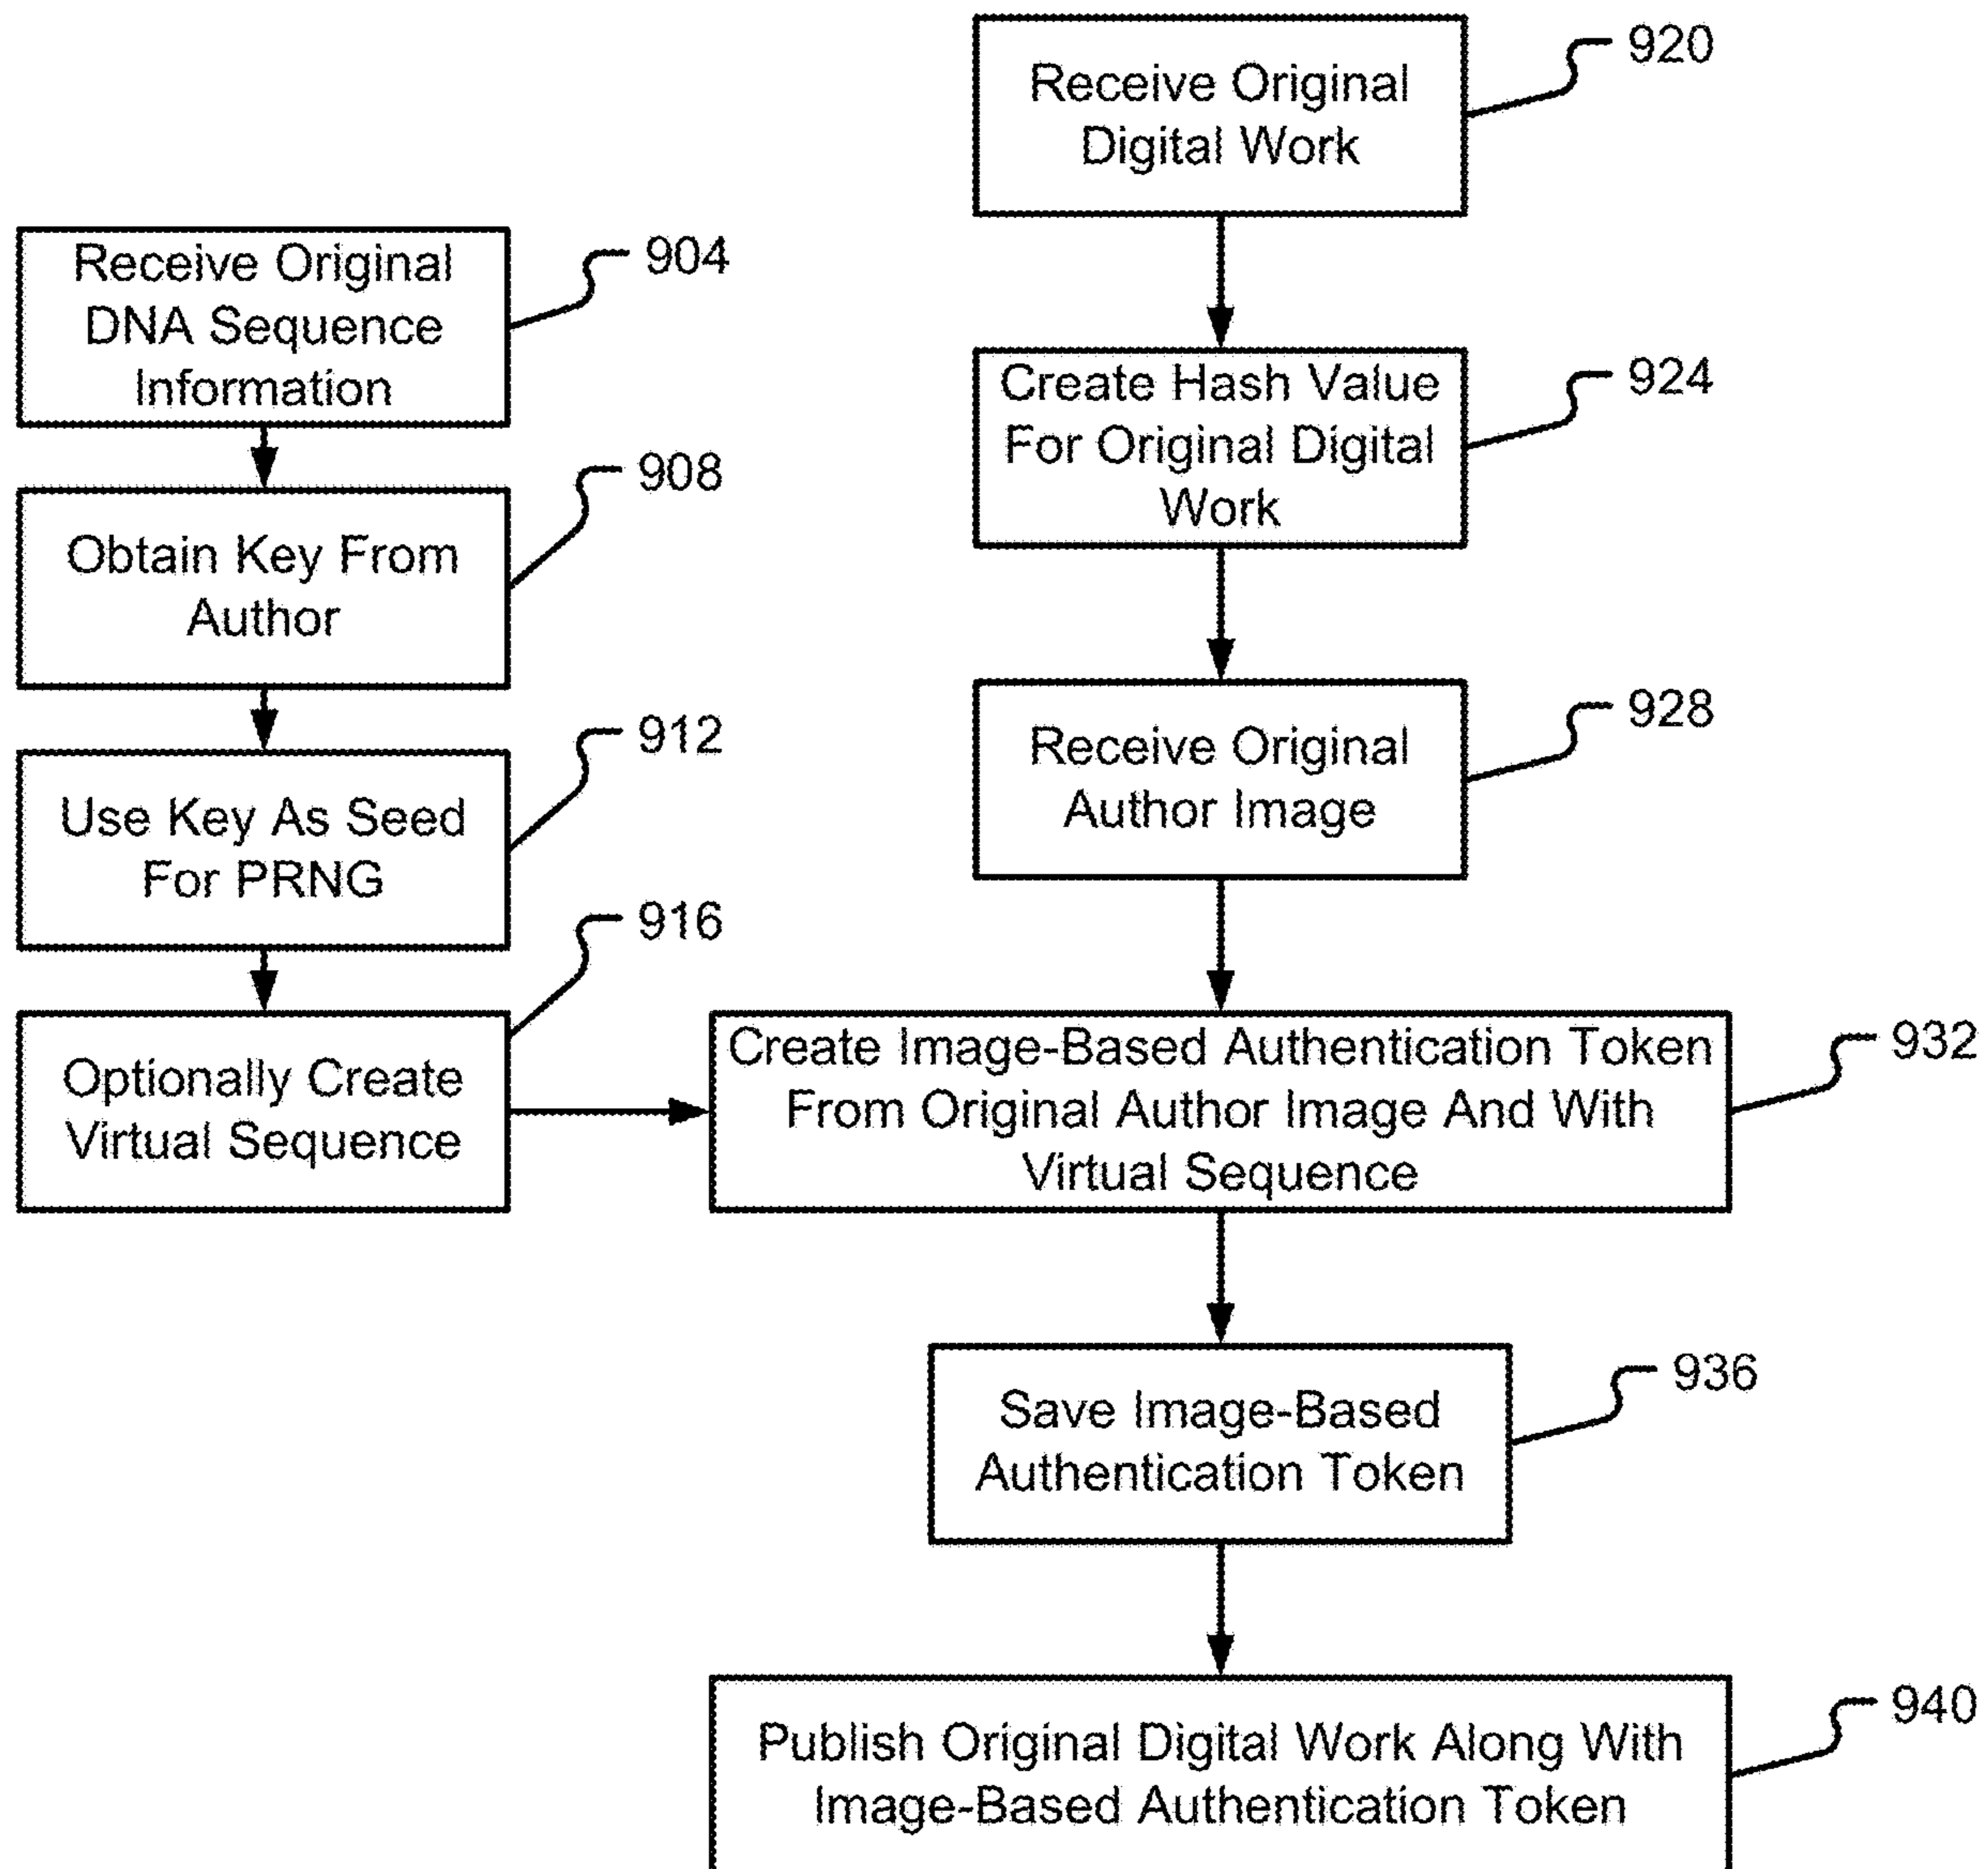 Receive Original
Digital Work
920
Receive Original
DNA Sequence
Information
904
Create Hash Value
For Original Digital
Work
924
Obtain Key From
Author
908
Receive Original
Author Image
928
Use Key As Seed
For PRNG
912
Optionally Create
Virtual Sequence
916
Create Image-Based Authentication Token
From Original Author Image And With
Virtual Sequence
932
Save Image-Based
Authentication Token
936
Publish Original Digital Work Along With
Image-Based Authentication Token
940